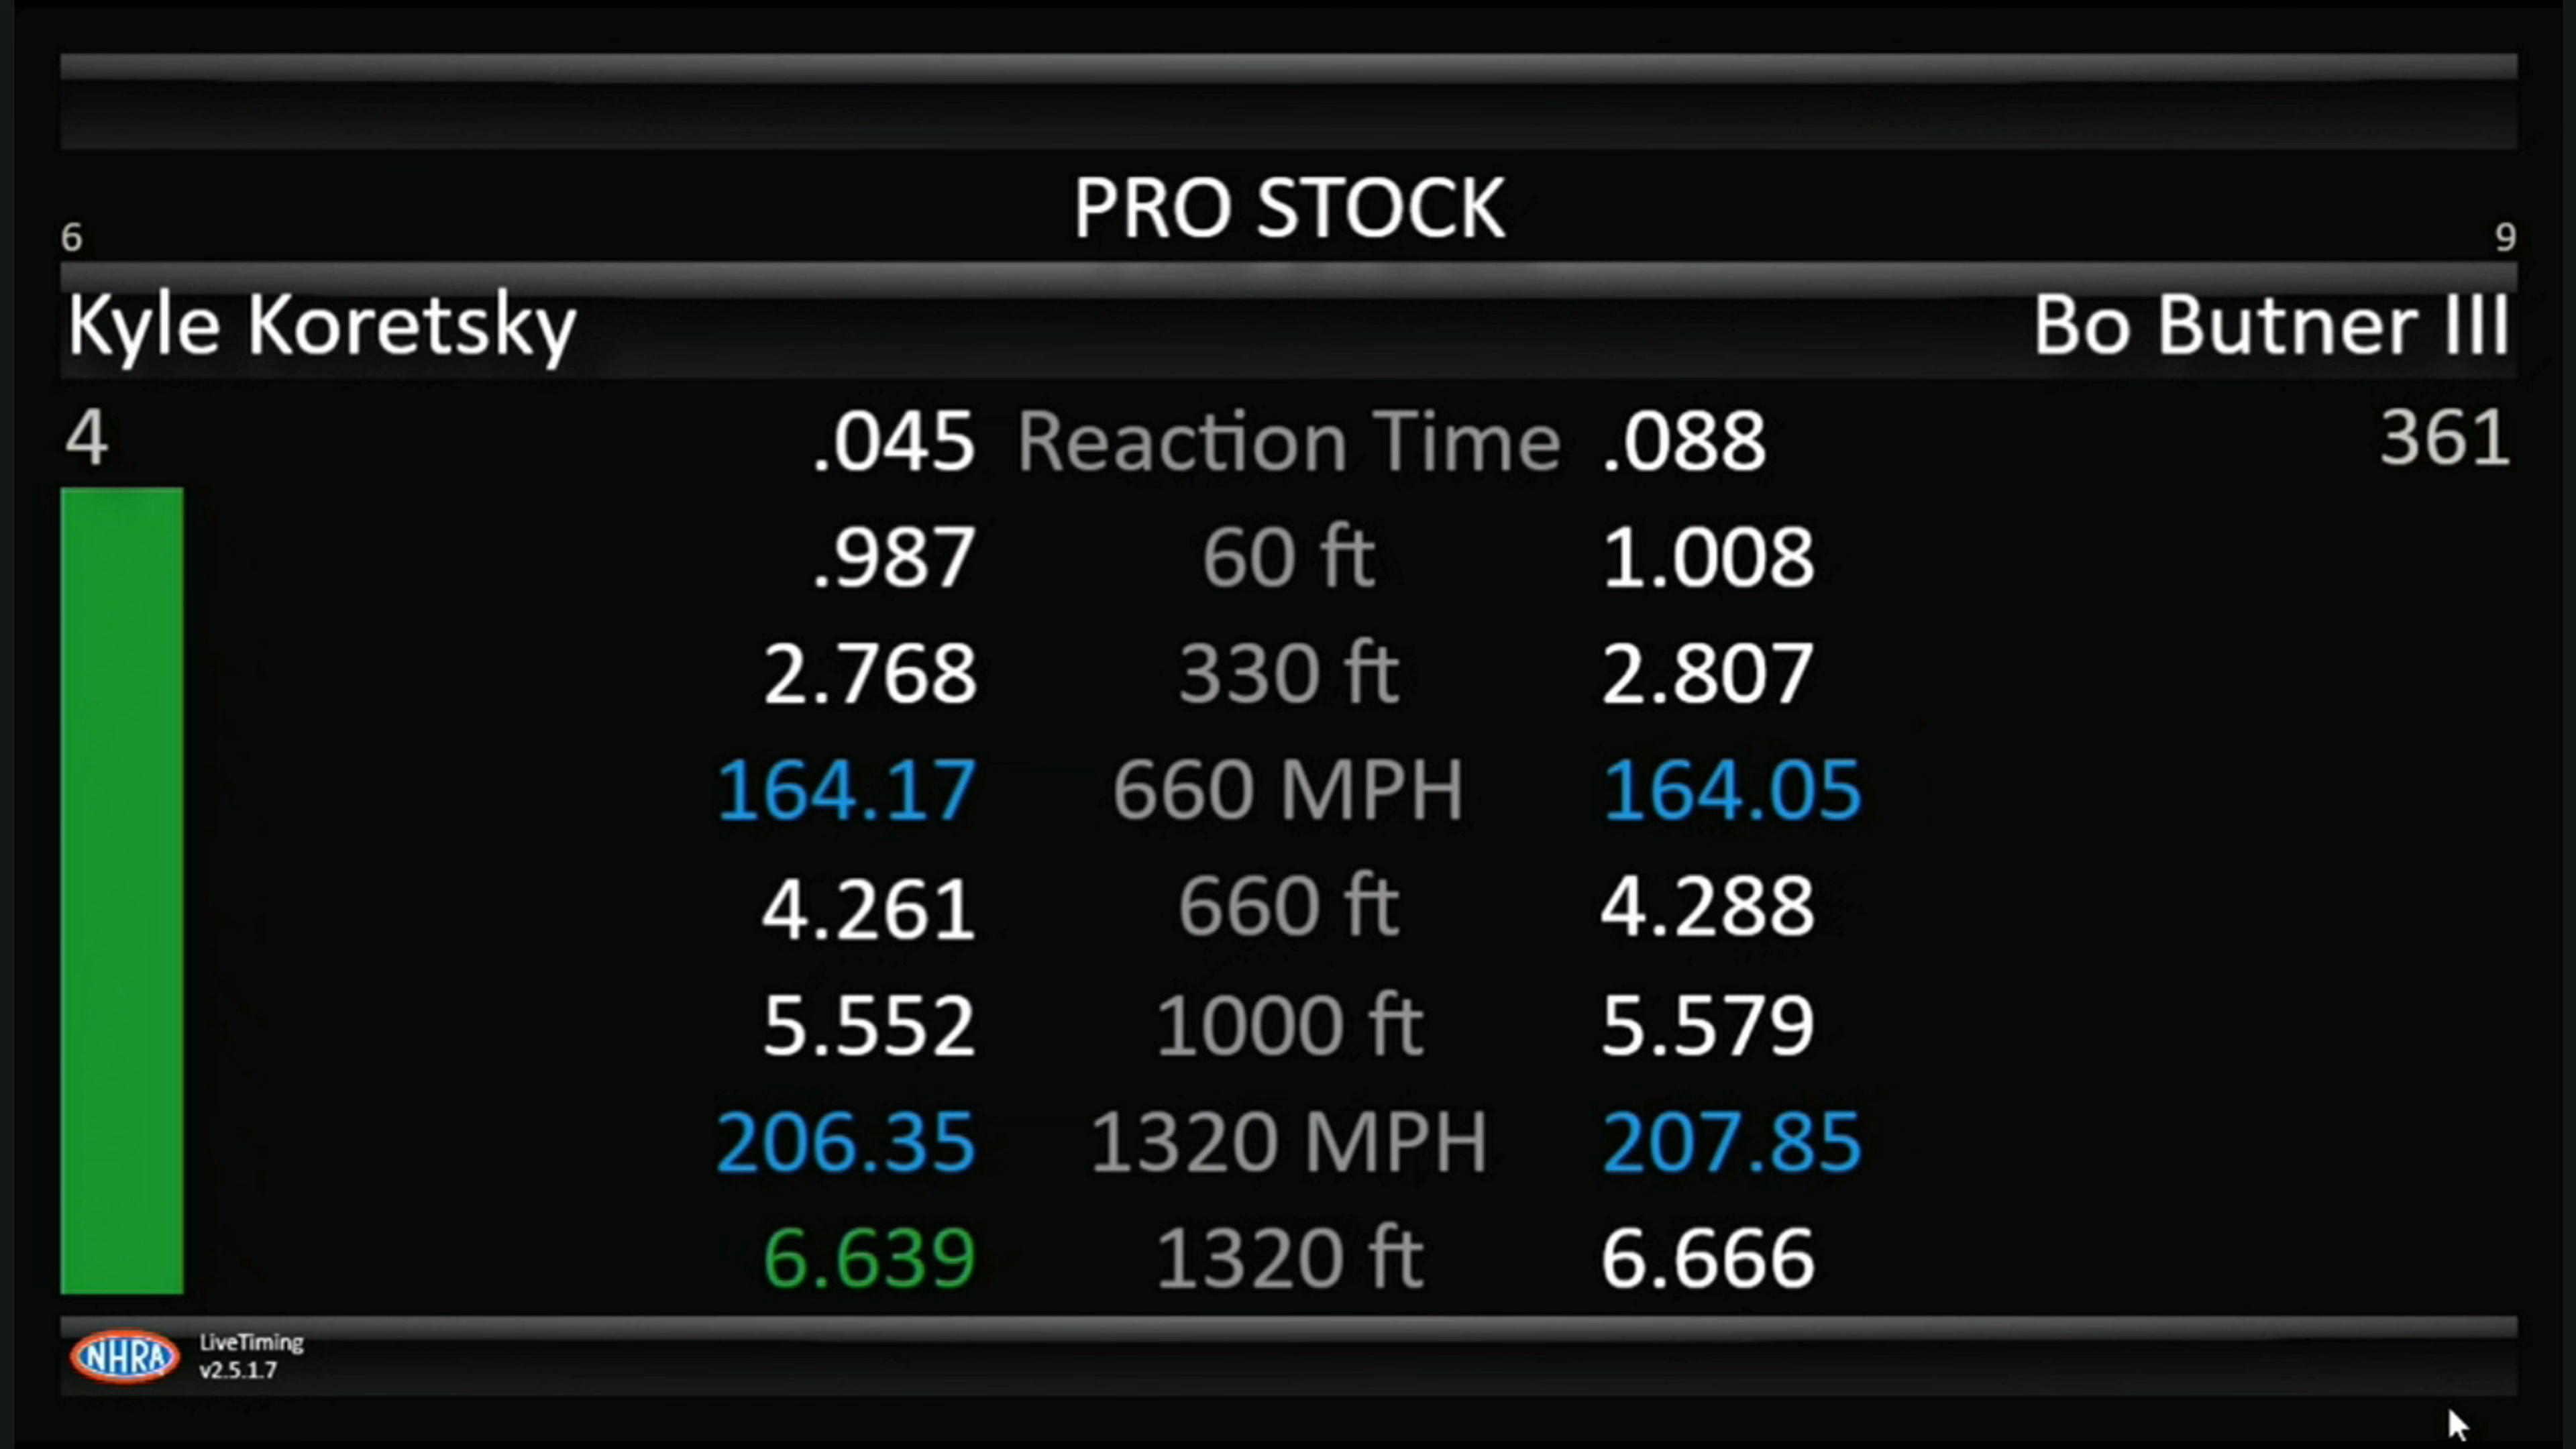 PRO STOCK
6 9
Kyle Koretsky Bo Butner III
4 .045 Reaction Time .088 361
.987 60 ft 1.008
2.768 330 ft 2.807
164.17 660 MPH 164.05
4.261 660 ft 4.288
5.552 1000 ft 5.579
206.35 1320 MPH 207.85
6.639 1320 ft 6.666
NHRA LiveTiming
v2.5.1.7